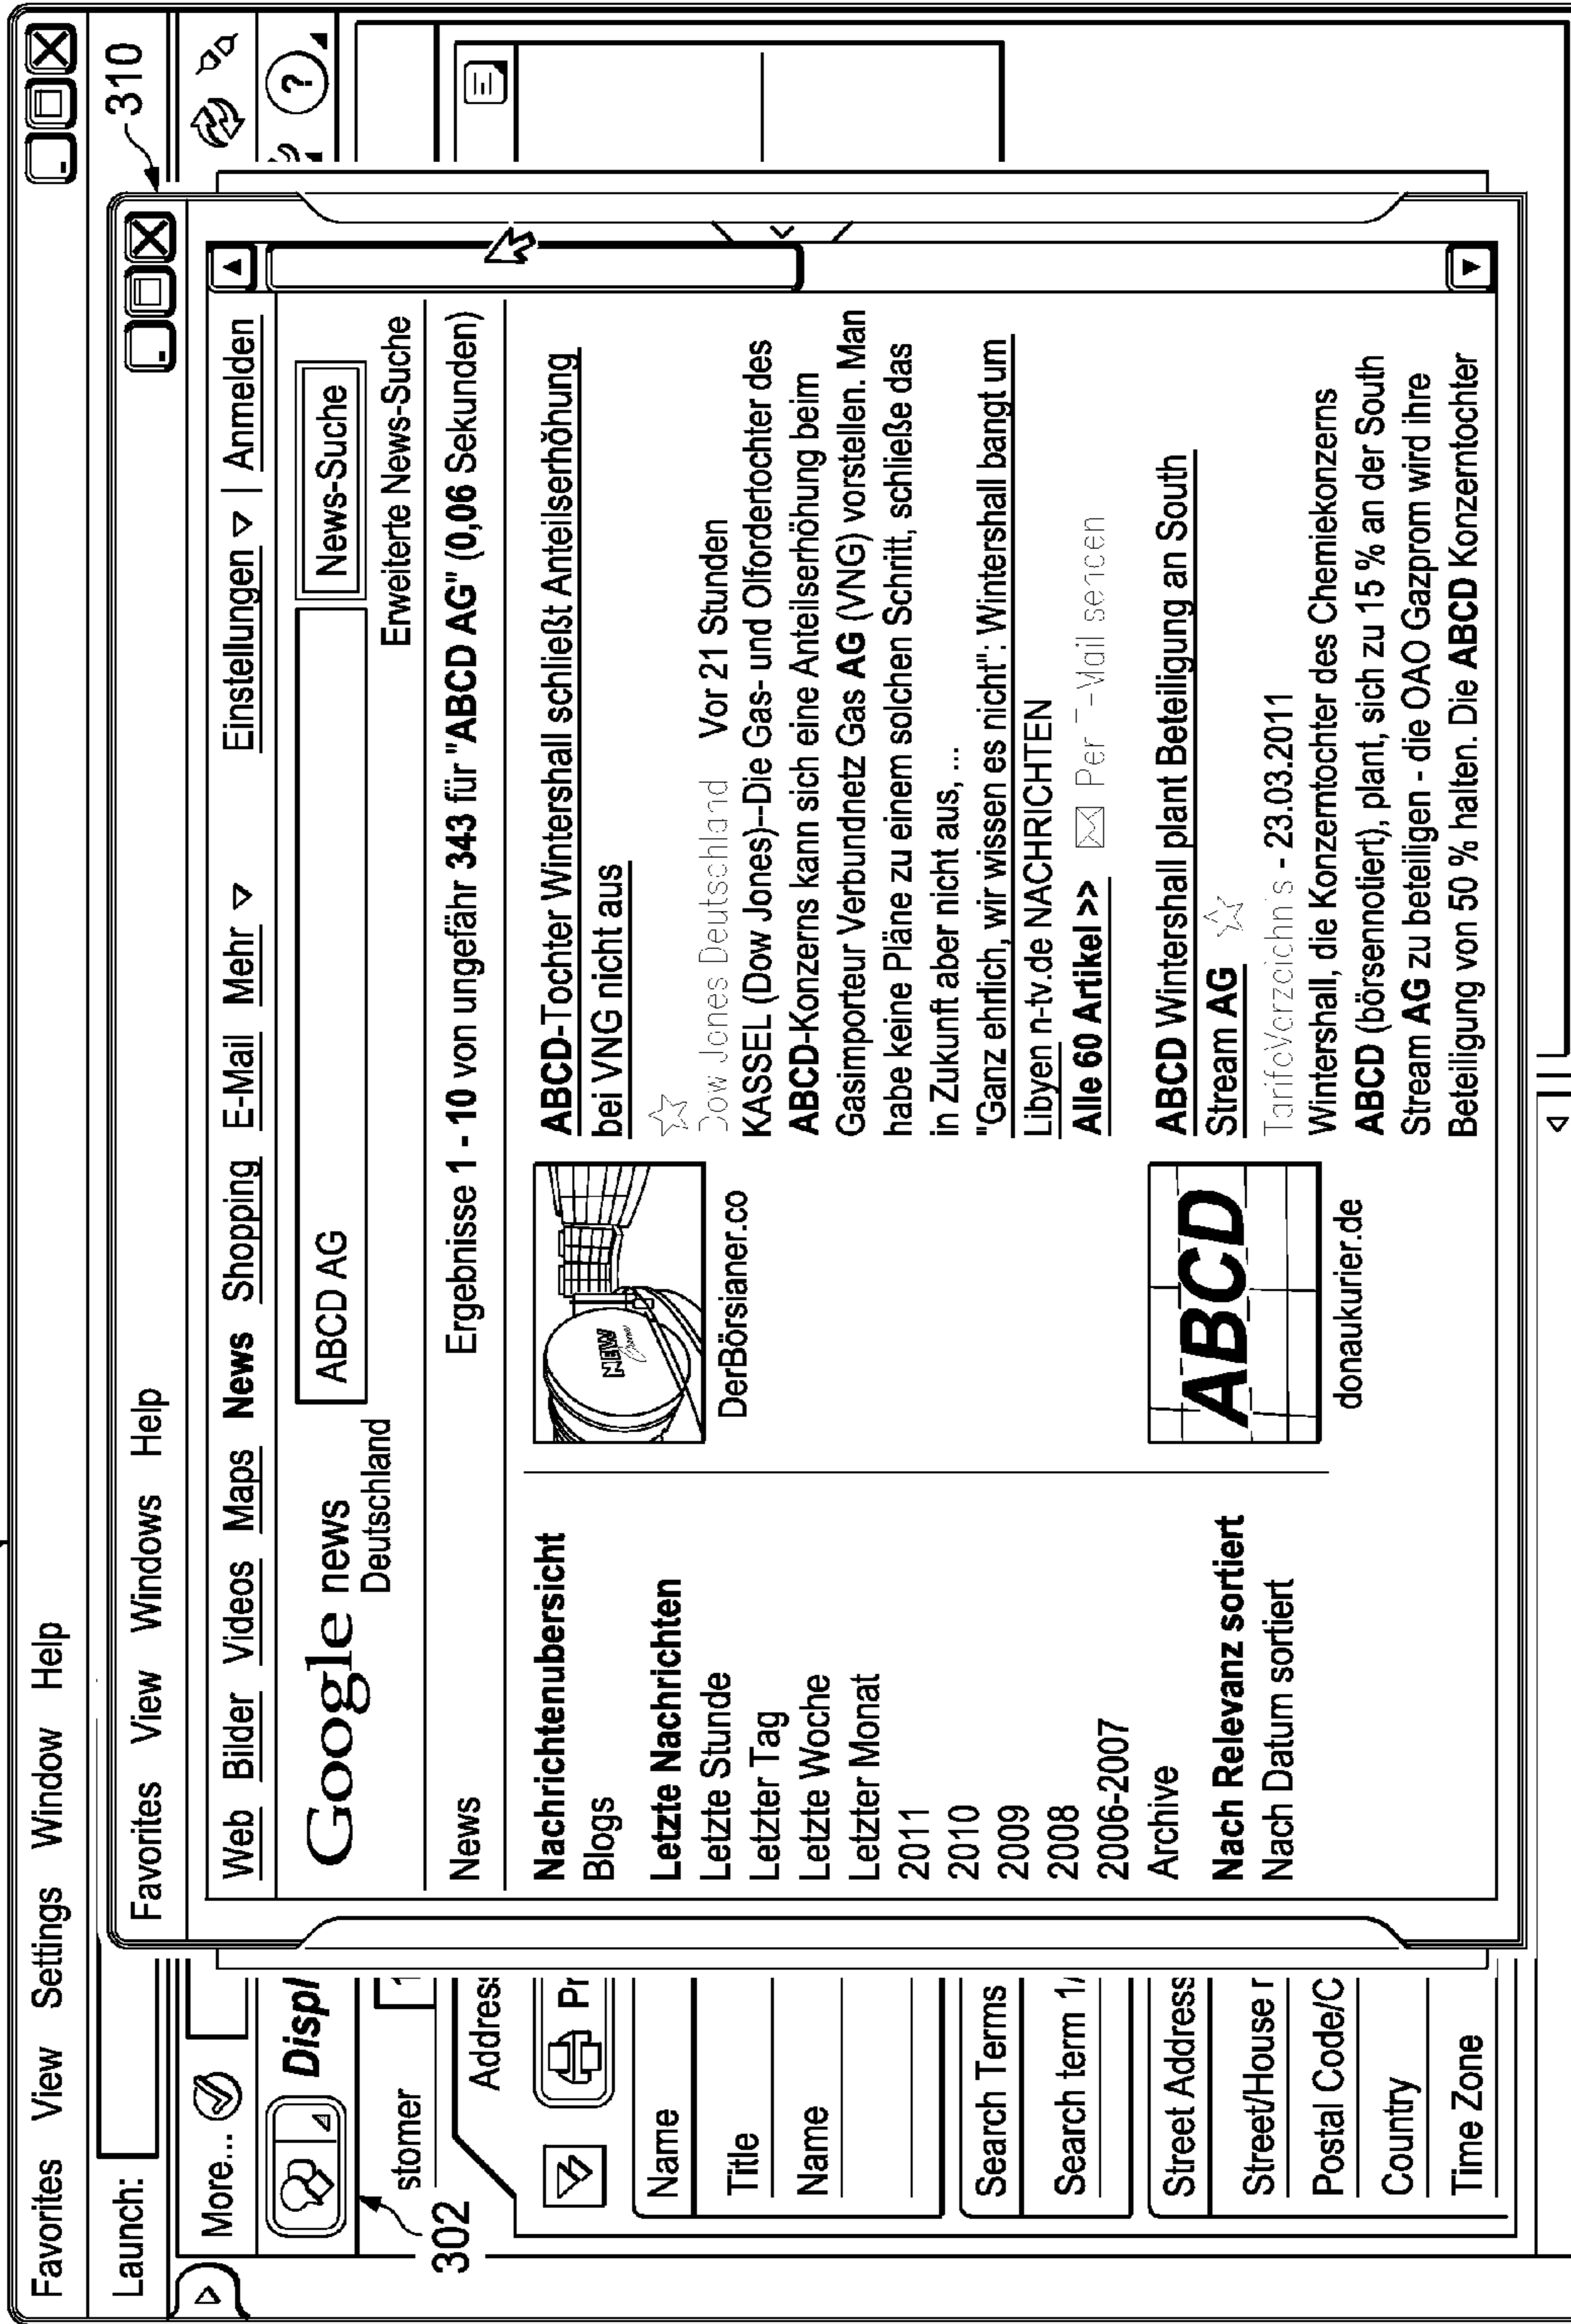 Favorites View Settings Window Help
Launch:
310
Favorites View Windows Help
More...
Displ
302
stomer
Address
Pr
Name
Title
Name
Search Terms
Search term 1/
Street Address
Street/House r
Postal Code/C
Country
Time Zone
Web Bilder Videos Maps News Shopping E-Mail Mehr Einstellungen | Anmelden
Google news
Deutschland
ABCD AG
News-Suche
Erweiterte News-Suche
News
Ergebnisse 1 - 10 von ungefähr 343 für "ABCD AG" (0,06 Sekunden)
Nachrichtenubersicht
Blogs
Letzte Nachrichten
Letzte Stunde
Letzter Tag
Letzte Woche
Letzter Monat
2011
2010
2009
2008
2006-2007
Archive
Nach Relevanz sortiert
Nach Datum sortiert
NEW
DerBörsianer.co
ABCD-Tochter Wintershall schließt Anteilserhöhung
bei VNG nicht aus
Dow Jones Deutschland Vor 21 Stunden
KASSEL (Dow Jones)--Die Gas- und Olfordertochter des
ABCD-Konzerns kann sich eine Anteilserhöhung beim
Gasimporteur Verbundnetz Gas AG (VNG) vorstellen. Man
habe keine Pläne zu einem solchen Schritt, schließe das
in Zukunft aber nicht aus, ...
"Ganz ehrlich, wir wissen es nicht": Wintershall bangt um
Libyen n-tv.de NACHRICHTEN
Alle 60 Artikel >> Per E-Mail sencen
ABCD
donaukurier.de
ABCD Wintershall plant Beteiligung an South
Stream AG
TarifeVerzeichnis - 23.03.2011
Wintershall, die Konzerntochter des Chemiekonzerns
ABCD (börsennotiert), plant, sich zu 15 % an der South
Stream AG zu beteiligen - die OAO Gazprom wird ihre
Beteiligung von 50 % halten. Die ABCD Konzerntochter